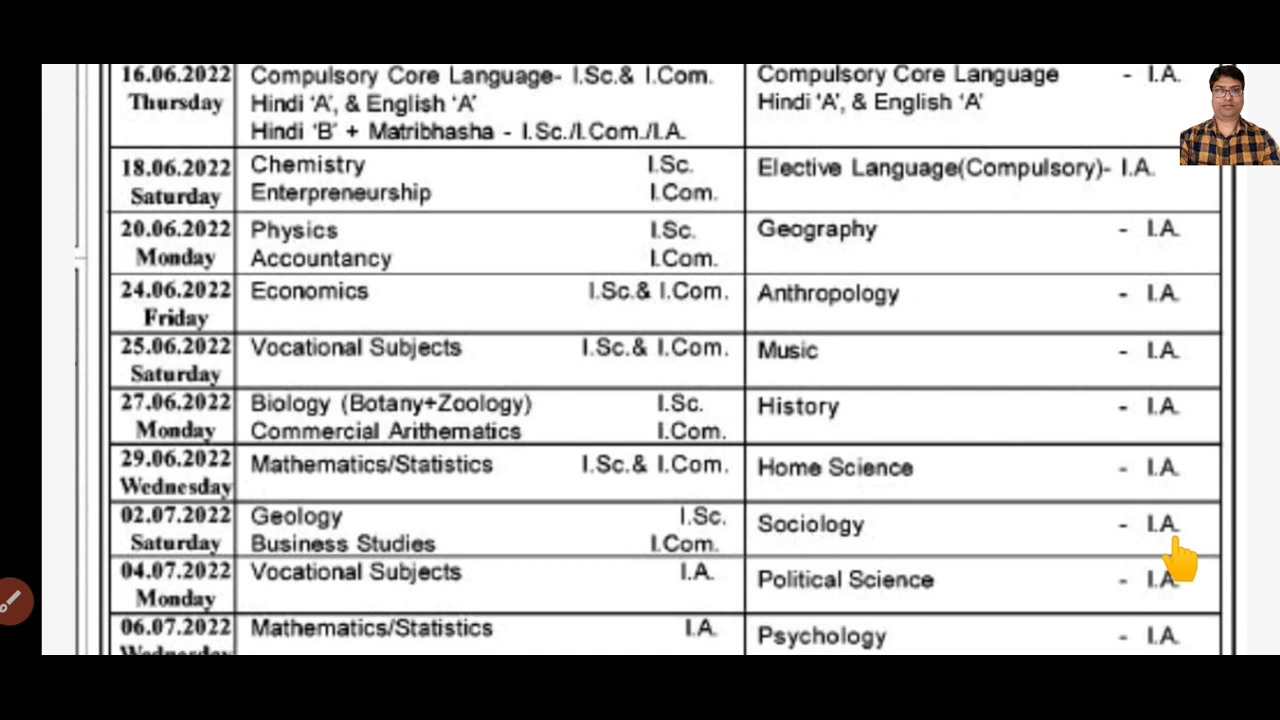 16.06.2022 Compulsory Core Language- I.Sc.& I.Com. Compulsory Core Language - I.A.
Thursday Hindi ‘A’, & English ‘A’ Hindi ‘A’, & English ‘A’
Hindi ‘B’ + Matribhasha - I.Sc./I.Com./I.A.
18.06.2022 Chemistry I.Sc. Elective Language(Compulsory)- I.A.
Saturday Enterpreneurship I.Com.
20.06.2022 Physics I.Sc. Geography - I.A.
Monday Accountancy I.Com.
24.06.2022 Economics I.Sc.& I.Com. Anthropology - I.A.
Friday
25.06.2022 Vocational Subjects I.Sc.& I.Com. Music - I.A.
Saturday
27.06.2022 Biology (Botany+Zoology) I.Sc. History - I.A.
Monday Commercial Arithematics I.Com.
29.06.2022 Mathematics/Statistics I.Sc.& I.Com. Home Science - I.A.
Wednesday
02.07.2022 Geology I.Sc. Sociology - I.A.
Saturday Business Studies I.Com.
04.07.2022 Vocational Subjects I.A. Political Science - I.A.
Monday
06.07.2022 Mathematics/Statistics I.A. Psychology - I.A.
Wednesday